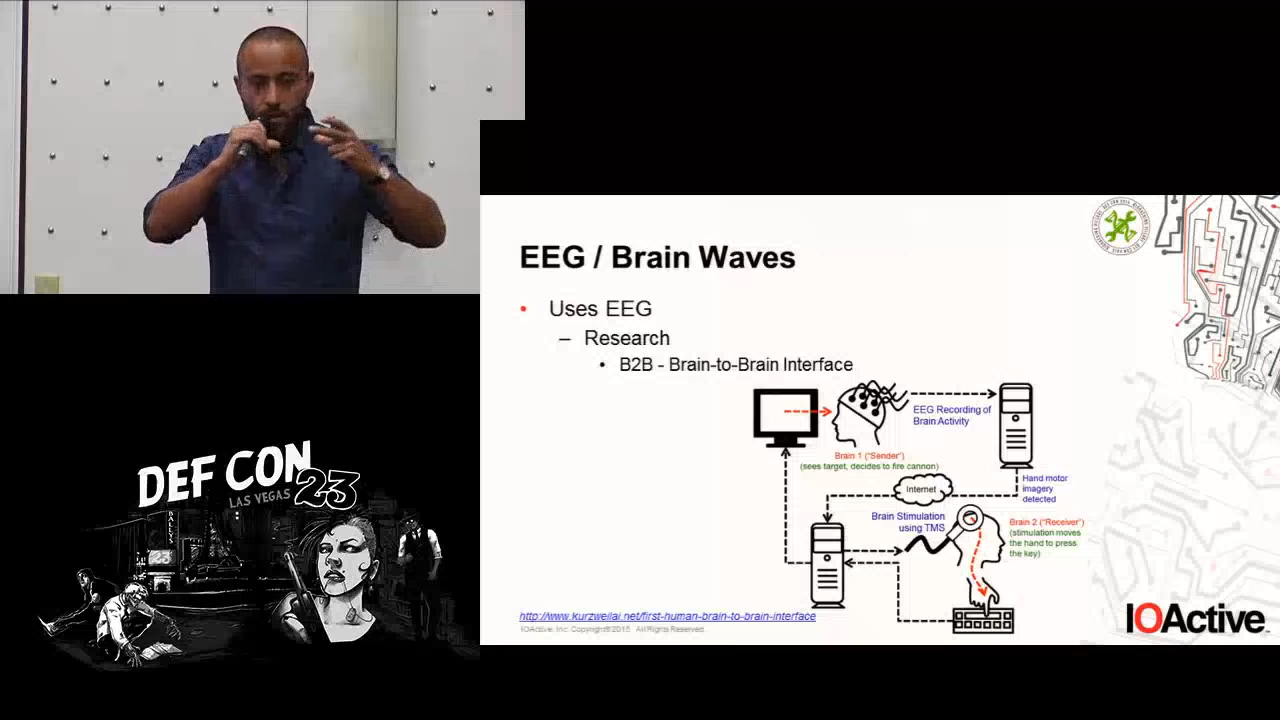 EEG / Brain Waves
• Uses EEG
– Research
• B2B - Brain-to-Brain Interface
EEG Recording of
Brain Activity
Brain 1 ("Sender")
(sees target, decides to fire cannon)
Internet
Hand motor
imagery
detected
Brain Stimulation
using TMS
Brain 2 ("Receiver")
(stimulation moves
the hand to press
the key)
http://www.kurzweilai.net/first-human-brain-to-brain-interface
IOActive, Inc. Copyright ©2015. All Rights Reserved.
IOActive
DEF CON
23
LAS VEGAS
BALLYS